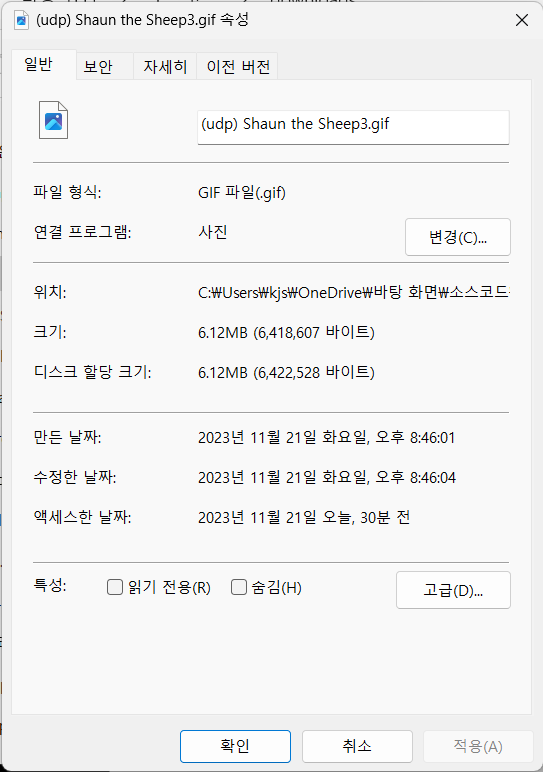 (udp) Shaun the Sheep3.gif 속성
일반 보안 자세히 이전 버전
(udp) Shaun the Sheep3.gif
파일 형식: GIF 파일(.gif)
연결 프로그램: 사진 변경(C)...
위치: C:₩Users₩kjs₩OneDrive₩바탕 화면₩소스코드
크기: 6.12MB (6,418,607 바이트)
디스크 할당 크기: 6.12MB (6,422,528 바이트)
만든 날짜: 2023년 11월 21일 화요일, 오후 8:46:01
수정한 날짜: 2023년 11월 21일 화요일, 오후 8:46:04
액세스한 날짜: 2023년 11월 21일 오늘, 30분 전
특성: 읽기 전용(R) 숨김(H) 고급(D)...
확인 취소 적용(A)